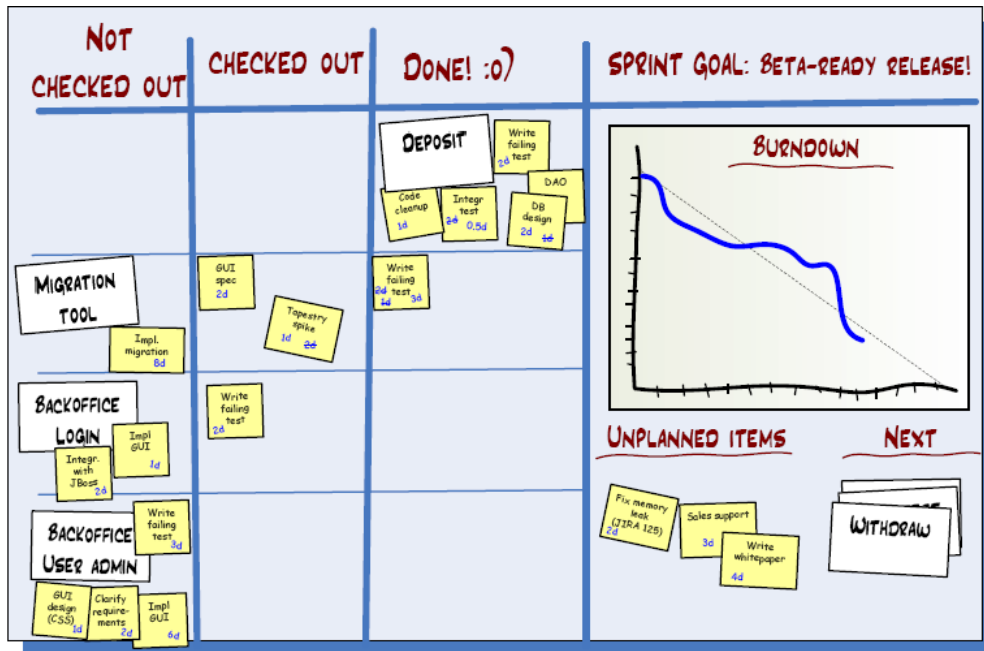 Not
checked out
checked out
Done! :o)
Sprint goal: Beta-ready release!
Deposit
Write
failing
test
2d
DAO
Code
cleanup
1d
Integr
test
2d 0.5d
DB
design
2d 1d
Burndown
Migration
tool
Impl.
migration
8d
GUI
spec
2d
Tapestry
spike
1d 2d
Write
failing
2d test
1d 3d
Backoffice
Login
Impl
GUI
1d
Integr.
with
JBoss
2d
Write
failing
test
2d
Backoffice
User admin
Write
failing
test
3d
GUI
design
(CSS)
1d
Clarify
require-
ments
2d
Impl
GUI
6d
Unplanned items
Next
Fix memory
leak
(JIRA 125)
2d
Sales support
3d
Write
whitepaper
4d
Withdraw